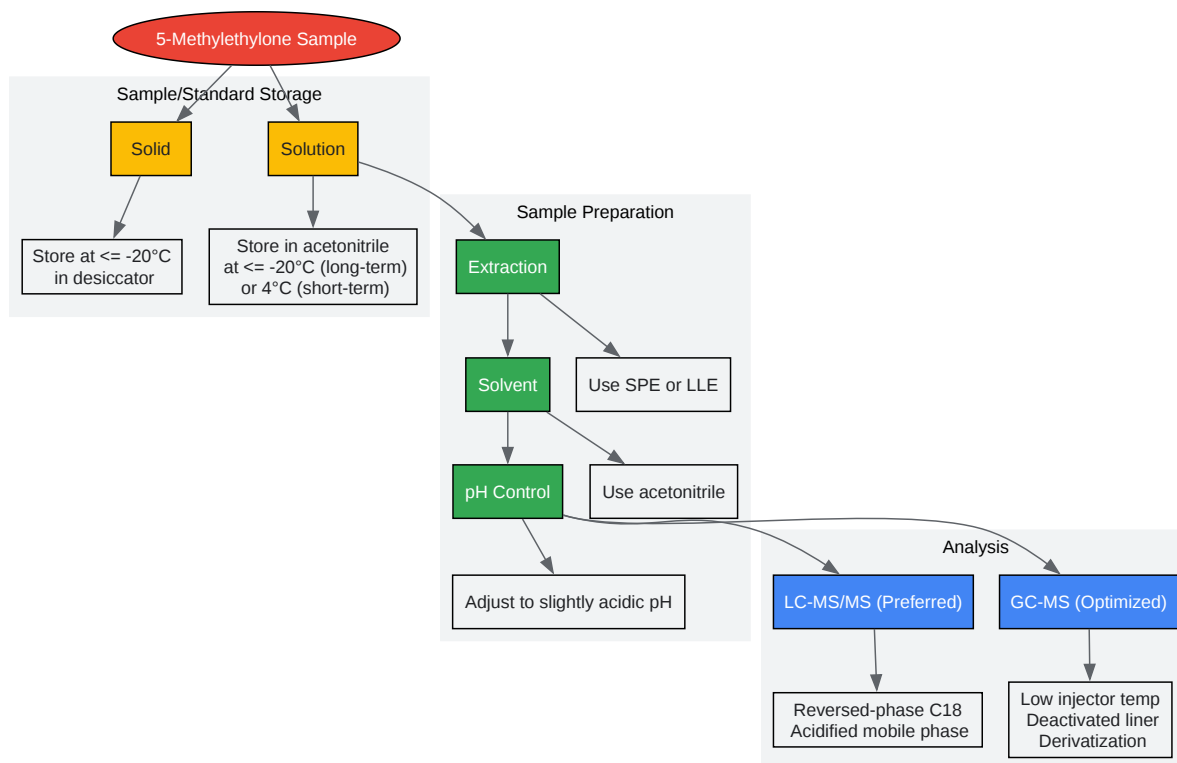 5-Methylethylone Sample
Sample/Standard Storage
Solid
Solution
Store at <= -20°C
in desiccator
Store in acetonitrile
at <= -20°C (long-term)
or 4°C (short-term)
Sample Preparation
Extraction
Solvent
Use SPE or LLE
pH Control
Use acetonitrile
Adjust to slightly acidic pH
Analysis
LC-MS/MS (Preferred)
GC-MS (Optimized)
Reversed-phase C18
Acidified mobile phase
Low injector temp
Deactivated liner
Derivatization